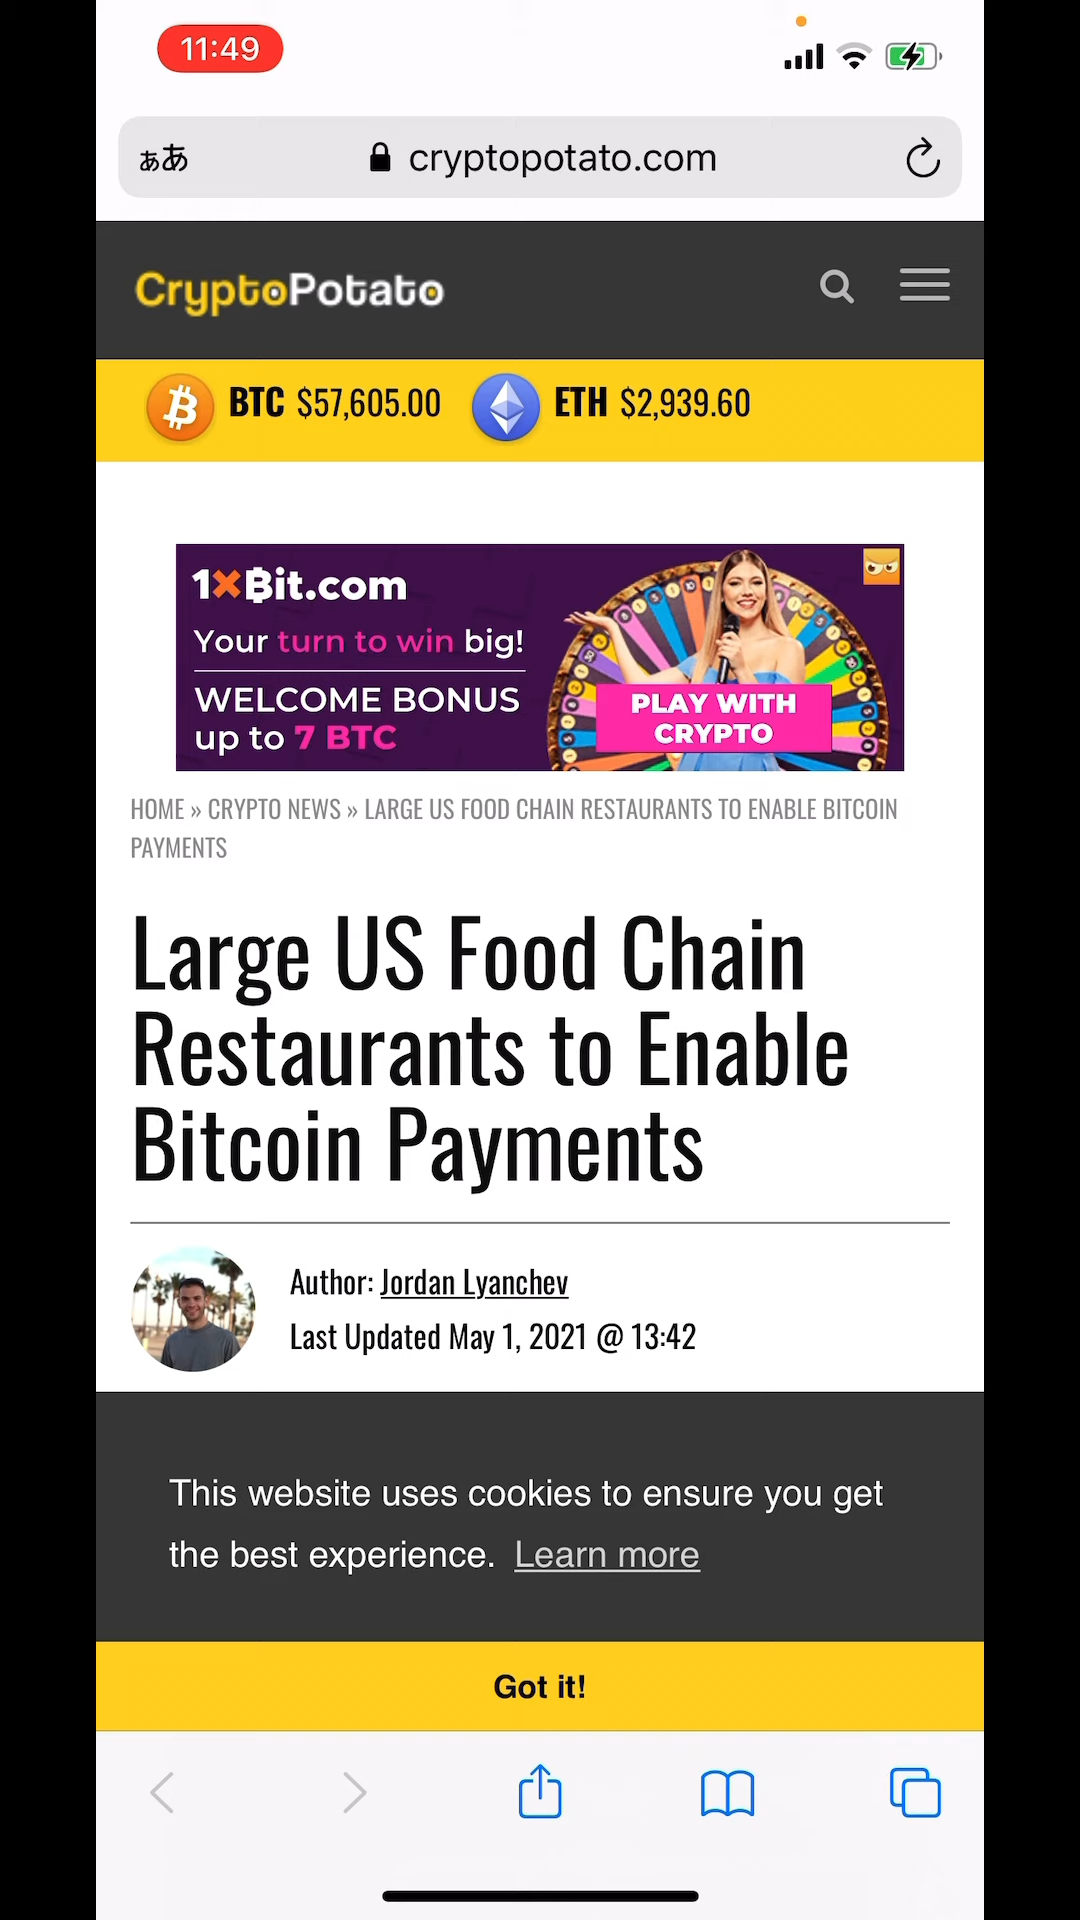 11:49
ああ cryptopotato.com
CryptoPotato
BTC $57,605.00 ETH $2,939.60
1×Bit.com
Your turn to win big!
WELCOME BONUS
up to 7 BTC
PLAY WITH
CRYPTO
HOME » CRYPTO NEWS » LARGE US FOOD CHAIN RESTAURANTS TO ENABLE BITCOIN
PAYMENTS
Large US Food Chain
Restaurants to Enable
Bitcoin Payments
Author: Jordan Lyanchev
Last Updated May 1, 2021 @ 13:42
This website uses cookies to ensure you get
the best experience. Learn more
Got it!